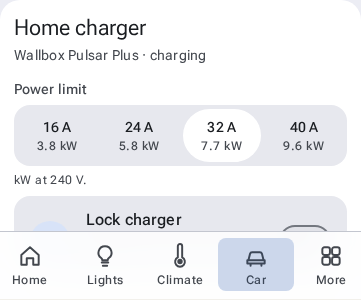 Home charger
Wallbox Pulsar Plus · charging
Power limit
16 A 24 A 32 A 40 A
3.8 kW 5.8 kW 7.7 kW 9.6 kW
kW at 240 V.
Lock charger
Home Lights Climate Car More